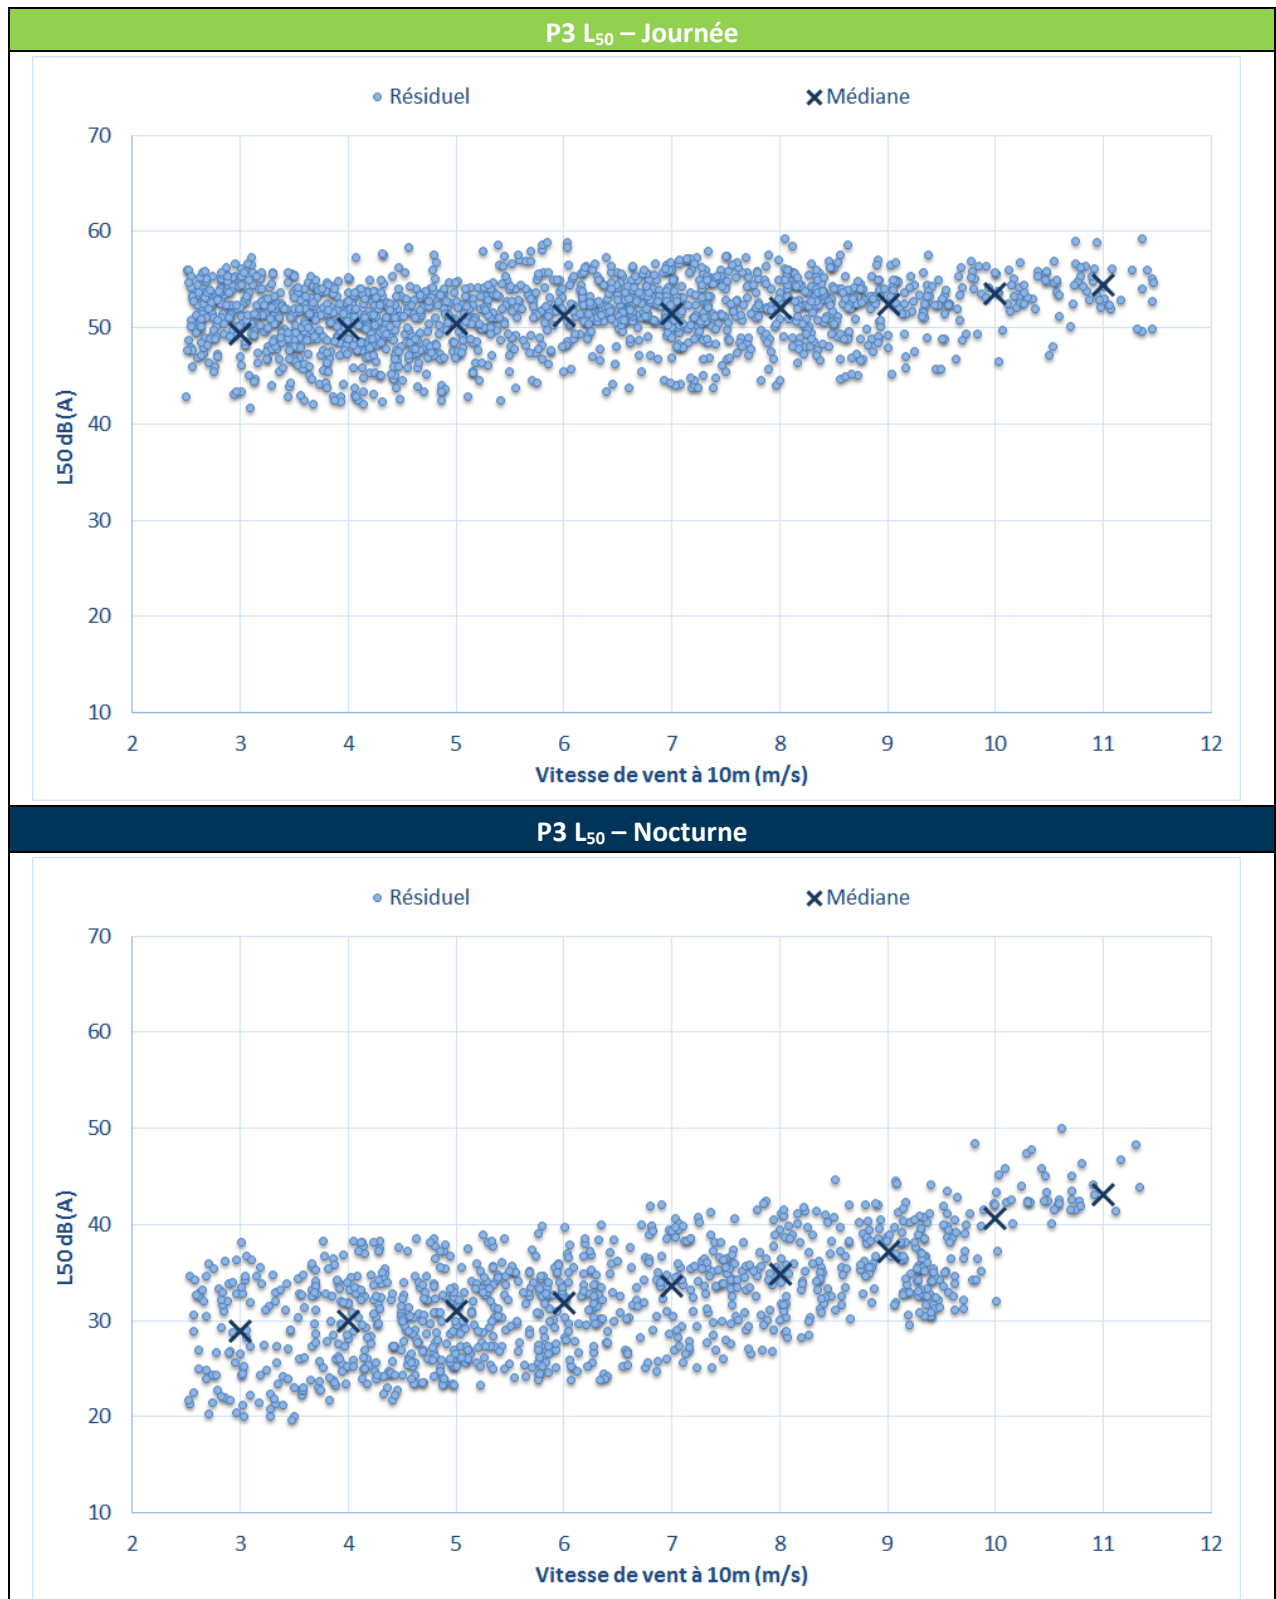 P3 L50 – Journée
Résiduel
Médiane
70
60
50
40
30
20
10
L50 dB(A)
2 3 4 5 6 7 8 9 10 11 12
Vitesse de vent à 10m (m/s)
P3 L50 – Nocturne
Résiduel
Médiane
70
60
50
40
30
20
10
L50 dB(A)
2 3 4 5 6 7 8 9 10 11 12
Vitesse de vent à 10m (m/s)